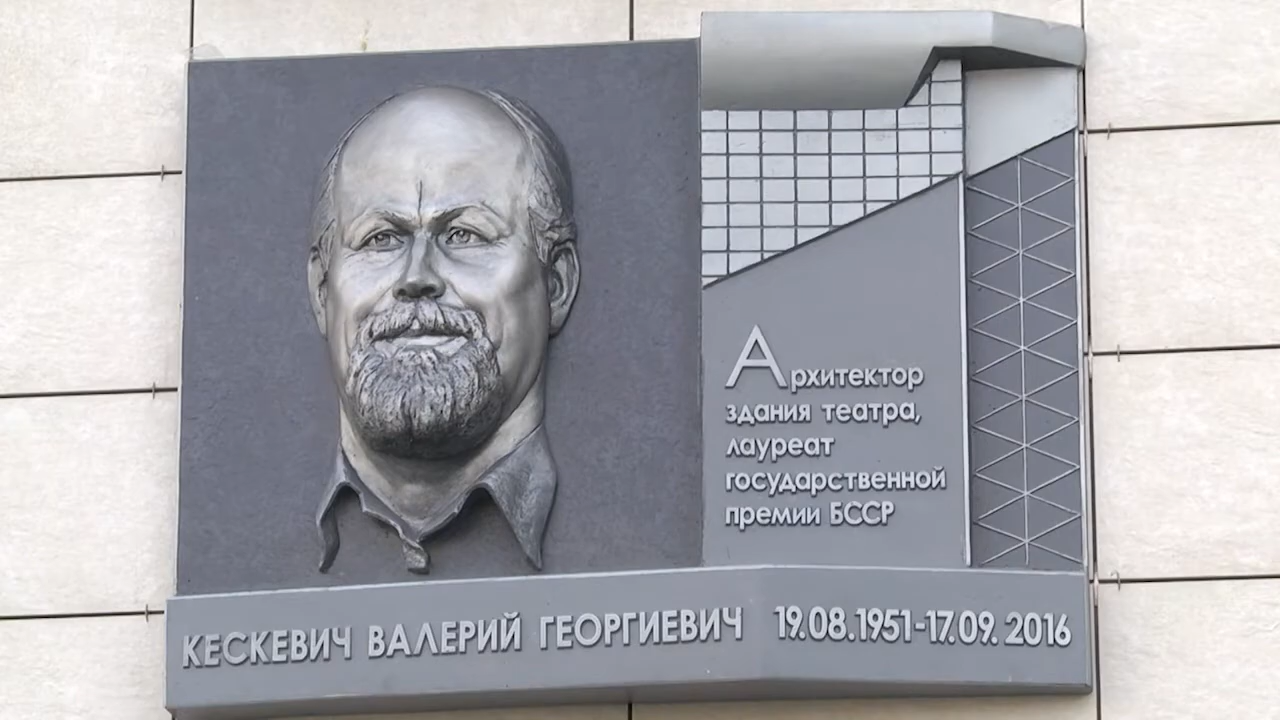 Архитектор
здания театра,
лауреат
государственной
премии БССР
КЕСКЕВИЧ ВАЛЕРИЙ ГЕОРГИЕВИЧ 19.08.1951-17.09.2016